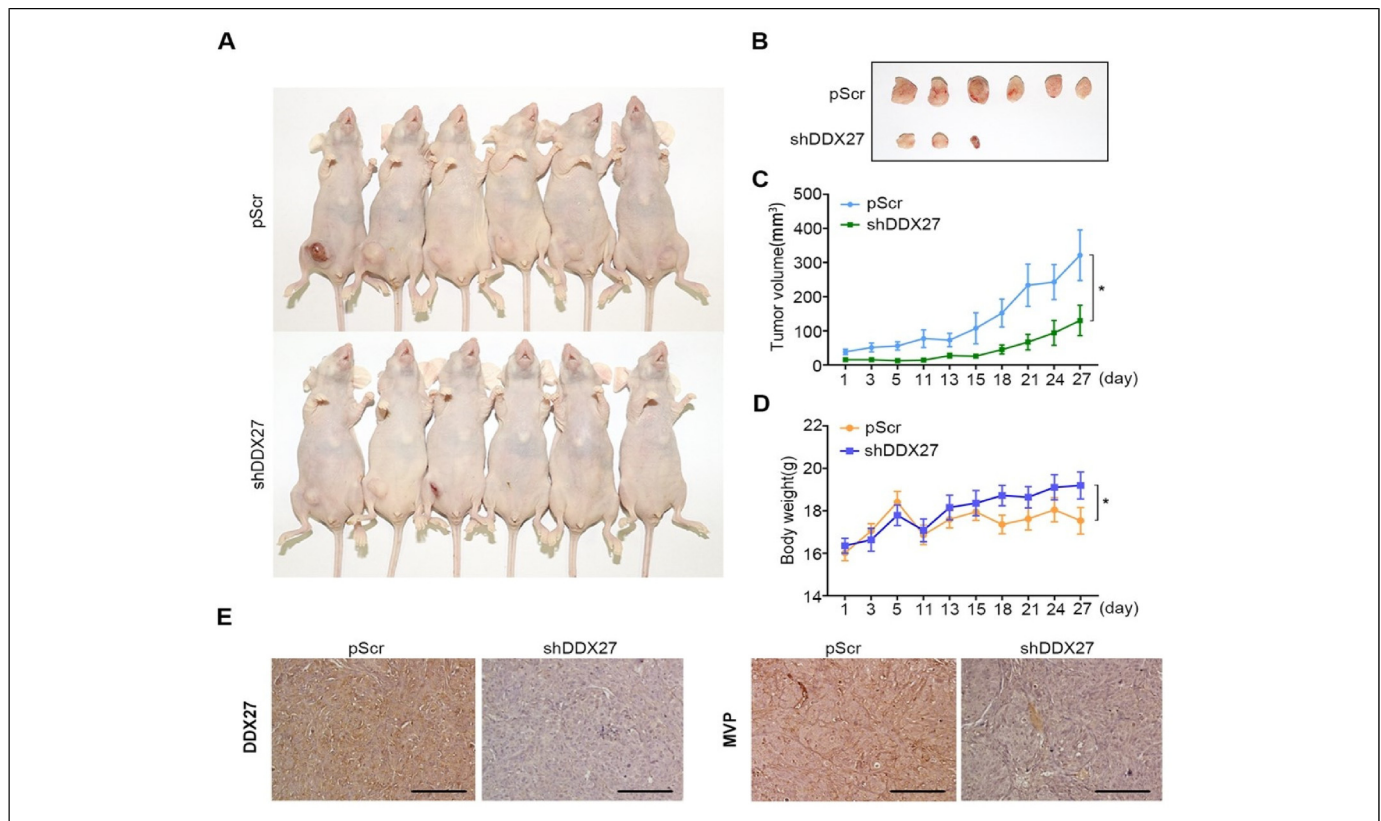 A
pScr
shDDX27
B
pScr
shDDX27
C
500
400
300
200
100
0
Tumor volume(mm³)
pScr
shDDX27
*
1 3 5 11 13 15 18 21 24 27 (day)
D
22
20
18
16
14
Body weight(g)
pScr
shDDX27
*
1 3 5 11 13 15 18 21 24 27 (day)
E
pScr shDDX27
DDX27
pScr shDDX27
MVP